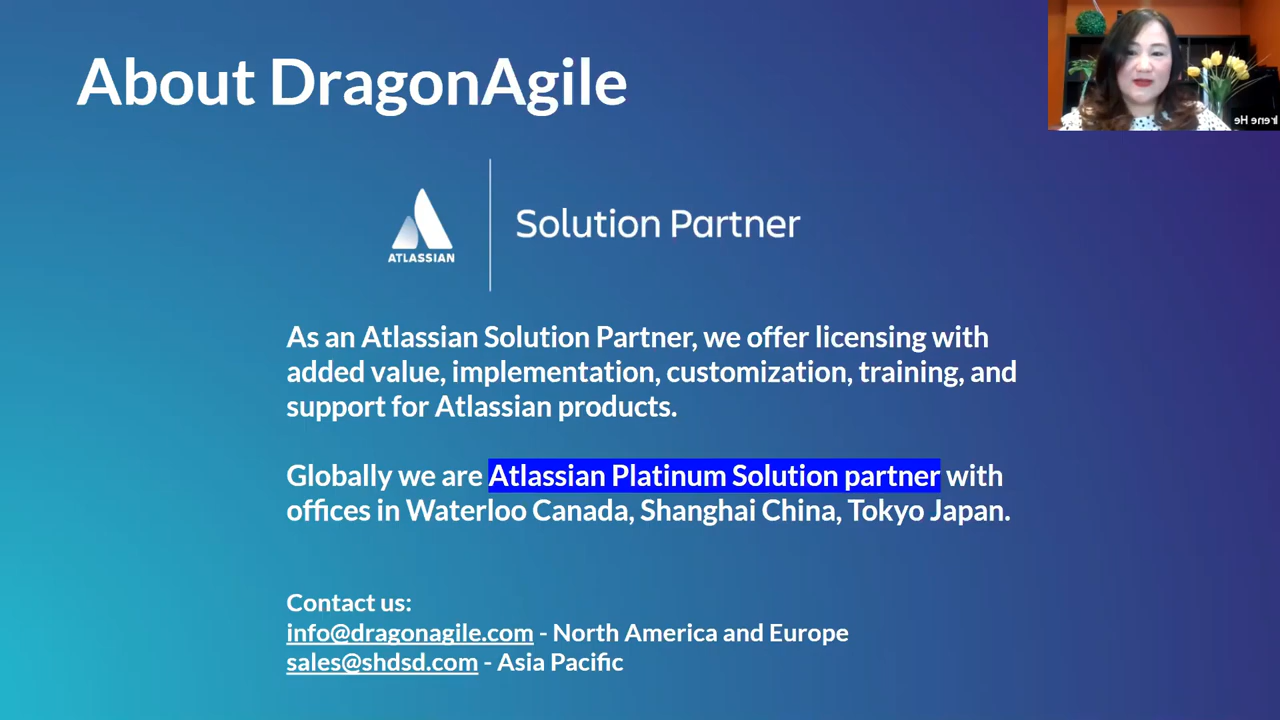 About DragonAgile
Irene He
ATLASSIAN
Solution Partner
As an Atlassian Solution Partner, we offer licensing with
added value, implementation, customization, training, and
support for Atlassian products.
Globally we are Atlassian Platinum Solution partner with
offices in Waterloo Canada, Shanghai China, Tokyo Japan.
Contact us:
info@dragonagile.com - North America and Europe
sales@shdsd.com - Asia Pacific